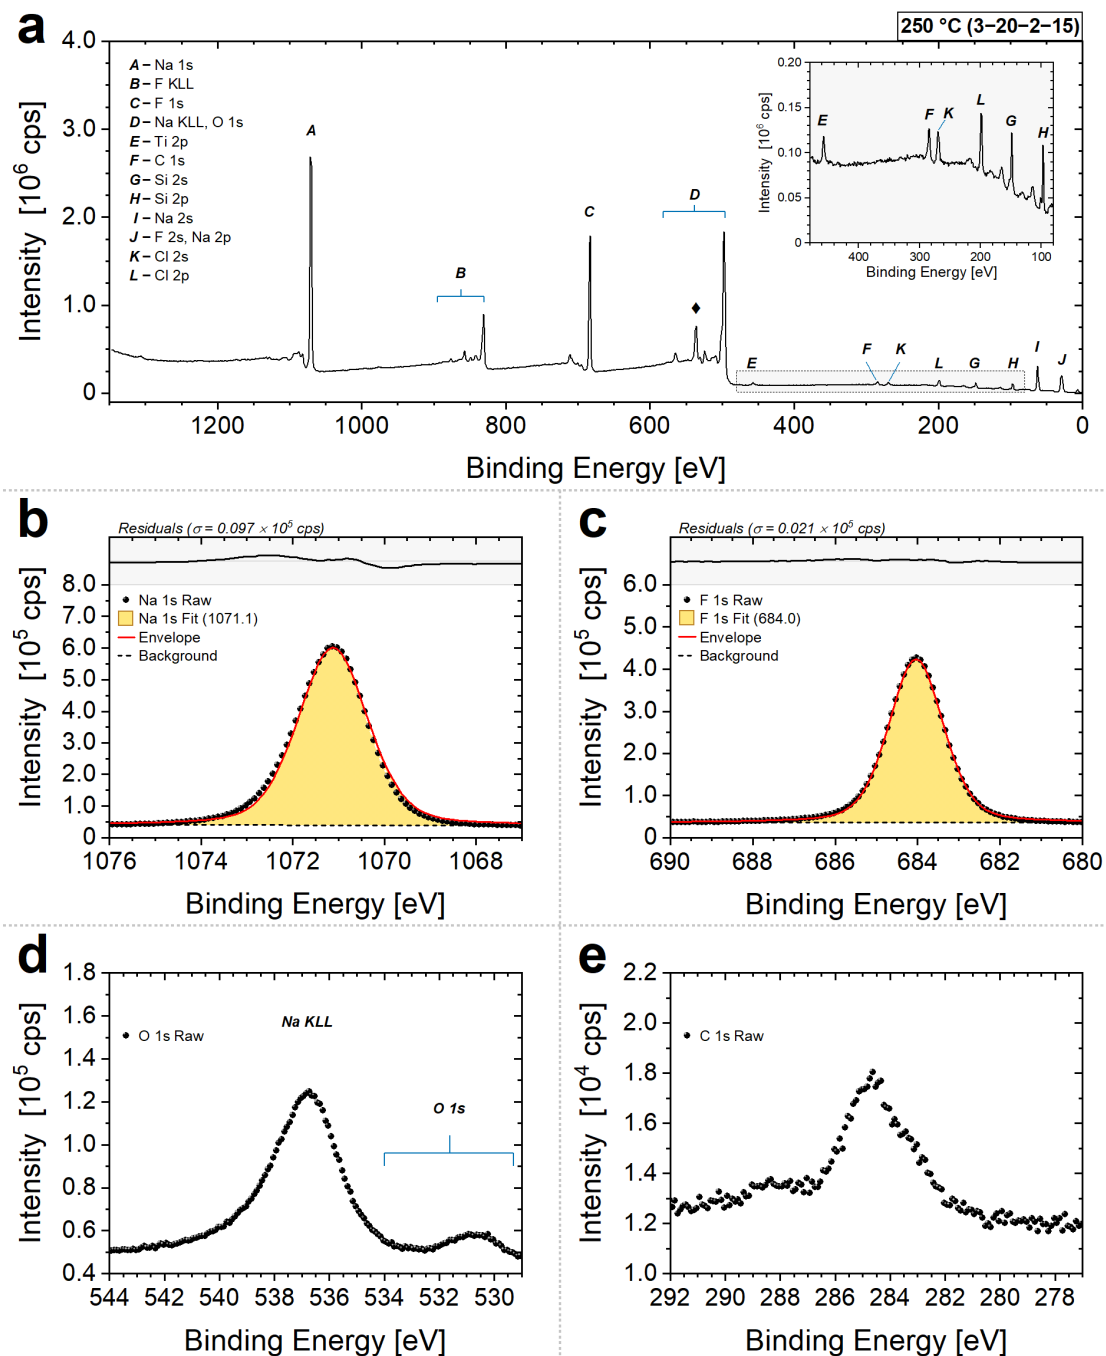 a
250 °C (3−20−2−15)
4.0
3.0
2.0
1.0
0
Intensity [10⁶ cps]
A − Na 1s
B − F KLL
C − F 1s
D − Na KLL, O 1s
E − Ti 2p
F − C 1s
G − Si 2s
H − Si 2p
I − Na 2s
J − F 2s, Na 2p
K − Cl 2s
L − Cl 2p
A
B
C
D
♦
E
F
K
L
G
H
I
J
0.20
0.15
0.10
0.05
0
Intensity [10⁶ cps]
E
F
K
L
G
H
400 300 200 100
Binding Energy [eV]
1200 1000 800 600 400 200 0
Binding Energy [eV]
b
Residuals (σ = 0.097 × 10⁵ cps)
8.0
7.0
6.0
5.0
4.0
3.0
2.0
1.0
0
Intensity [10⁵ cps]
Na 1s Raw
Na 1s Fit (1071.1)
Envelope
Background
1076 1074 1072 1070 1068
Binding Energy [eV]
c
Residuals (σ = 0.021 × 10⁵ cps)
6.0
5.0
4.0
3.0
2.0
1.0
0
Intensity [10⁵ cps]
F 1s Raw
F 1s Fit (684.0)
Envelope
Background
690 688 686 684 682 680
Binding Energy [eV]
d
1.8
1.6
1.4
1.2
1.0
0.8
0.6
0.4
Intensity [10⁵ cps]
O 1s Raw
Na KLL
O 1s
544 542 540 538 536 534 532 530
Binding Energy [eV]
e
2.2
2.0
1.8
1.6
1.4
1.2
1.0
Intensity [10⁴ cps]
C 1s Raw
292 290 288 286 284 282 280 278
Binding Energy [eV]